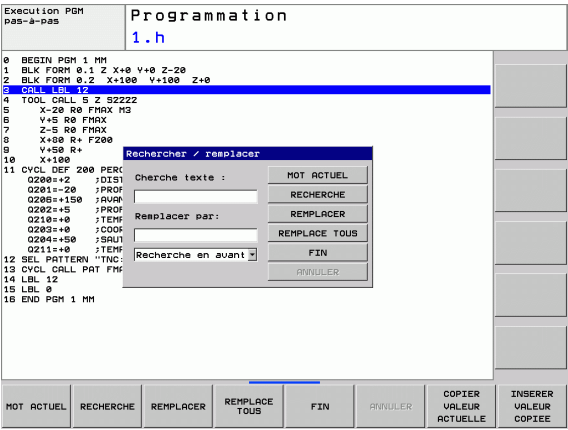 Execution PGM
pas-à-pas
Programmation
1.h
0 BEGIN PGM 1 MM
1 BLK FORM 0.1 Z X+0 Y+0 Z-20
2 BLK FORM 0.2 X+100 Y+100 Z+0
3 CALL LBL 12
4 TOOL CALL 5 Z S2222
5 X-20 R0 FMAX M3
6 Y+5 R0 FMAX
7 Z-5 R0 FMAX
8 X+80 R+ F200
9 Y+50 R+
10 X+100
11 CYCL DEF 200 PERC
Q200=+2 ;DIST
Q201=-20 ;PROF
Q206=+150 ;AVAN
Q202=+5 ;PROF
Q210=+0 ;TEMP
Q203=+0 ;COOR
Q204=+50 ;SAUT
Q211=+0 ;TEMP
12 SEL PATTERN "TNC:
13 CYCL CALL PAT FMA
14 LBL 12
15 LBL 0
16 END PGM 1 MM
Rechercher / remplacer
Cherche texte :
Remplacer par:
Recherche en avant
MOT ACTUEL
RECHERCHE
REMPLACER
REMPLACE TOUS
FIN
ANNULER
MOT ACTUEL
RECHERCHE
REMPLACER
REMPLACE
TOUS
FIN
ANNULER
COPIER
VALEUR
ACTUELLE
INSERER
VALEUR
COPIEE